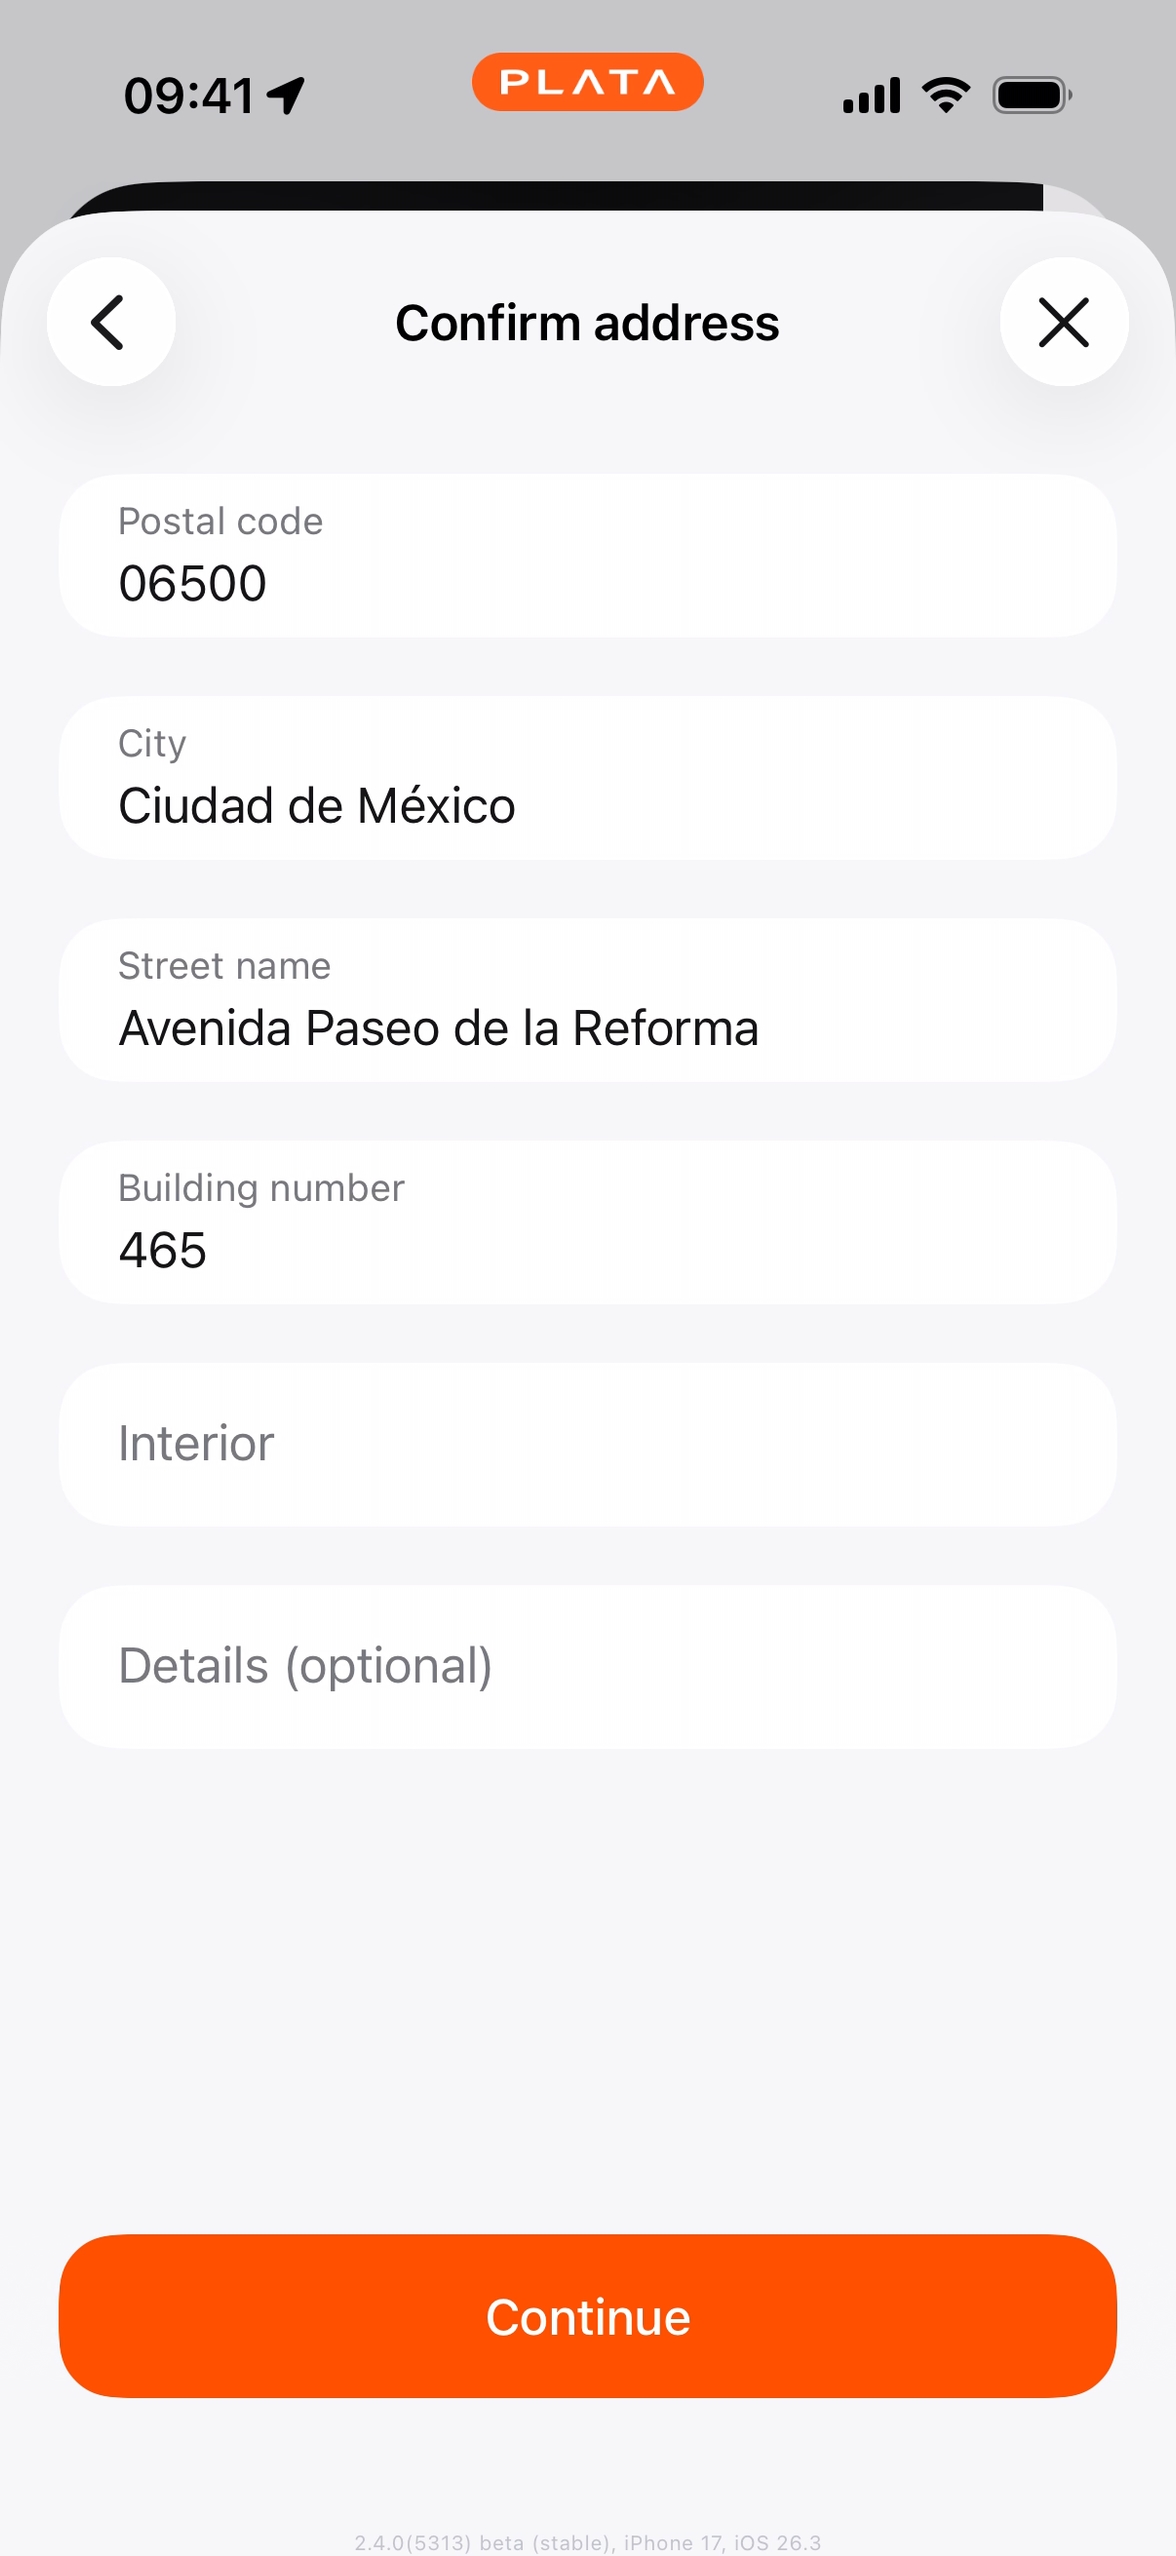 09:41
PLATA
Confirm address
Postal code
06500
City
Ciudad de México
Street name
Avenida Paseo de la Reforma
Building number
465
Interior
Details (optional)
Continue
2.4.0(5313) beta (stable), iPhone 17, iOS 26.3